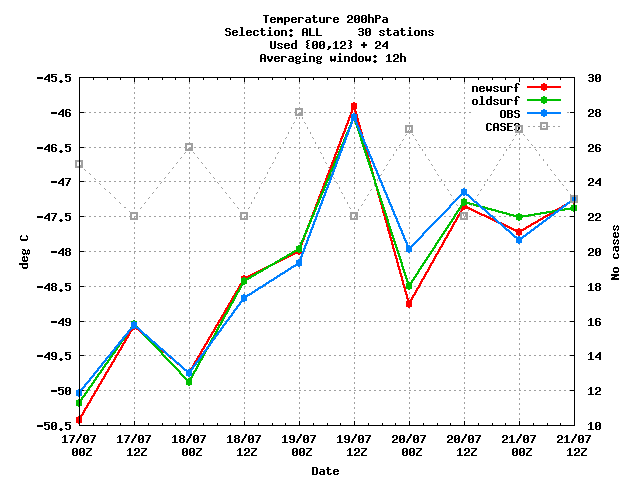 Temperature 200hPa
Selection: ALL     30 stations
Used {00,12} + 24
Averaging window: 12h
newsurf
oldsurf
OBS
CASES
deg C
-45.5
-46
-46.5
-47
-47.5
-48
-48.5
-49
-49.5
-50
-50.5
30
28
26
24
22
20
18
16
14
12
10
No cases
17/07 17/07 18/07 18/07 19/07 19/07 20/07 20/07 21/07 21/07
00Z 12Z 00Z 12Z 00Z 12Z 00Z 12Z 00Z 12Z
Date